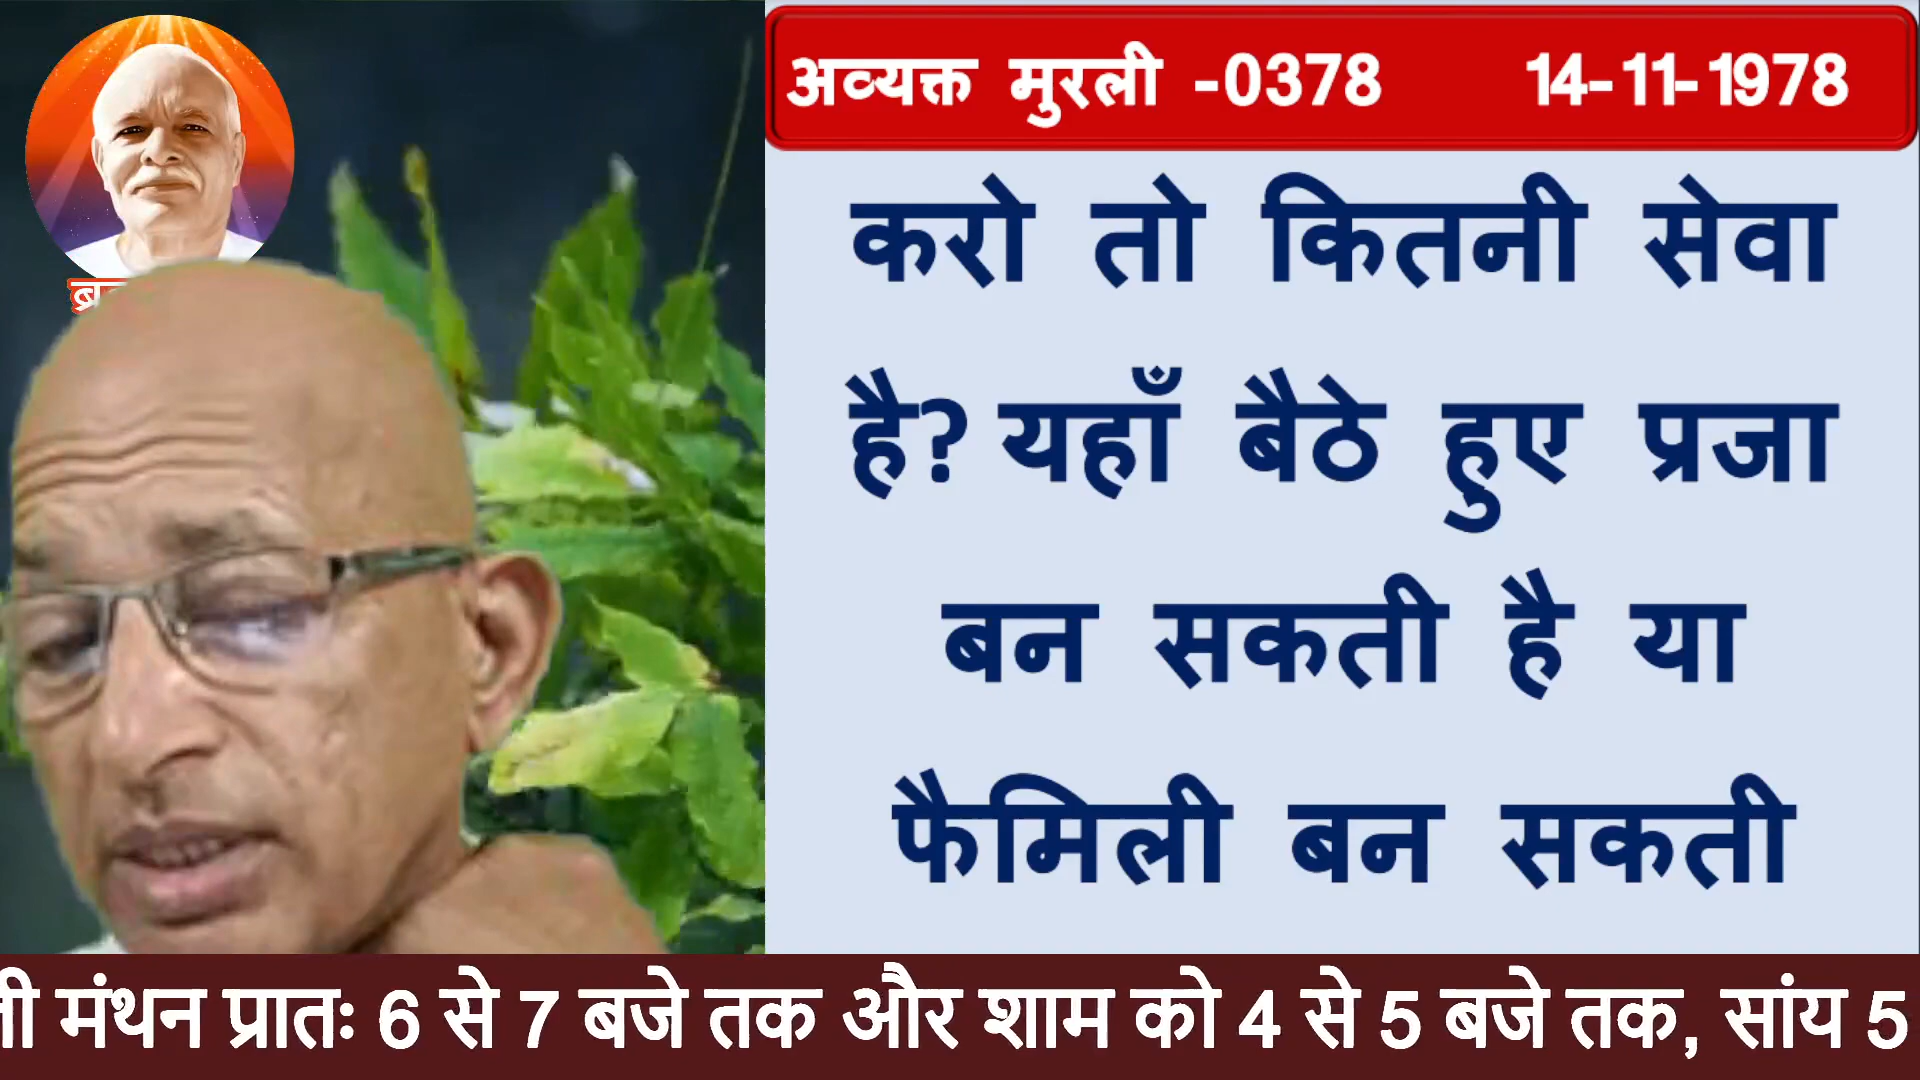 अव्यक्त मुरली -0378 14-11-1978
करो तो कितनी सेवा
है? यहाँ बैठे हुए प्रजा
बन सकती है या
फैमिली बन सकती
मंथन प्रातः 6 से 7 बजे तक और शाम को 4 से 5 बजे तक, सांय 5